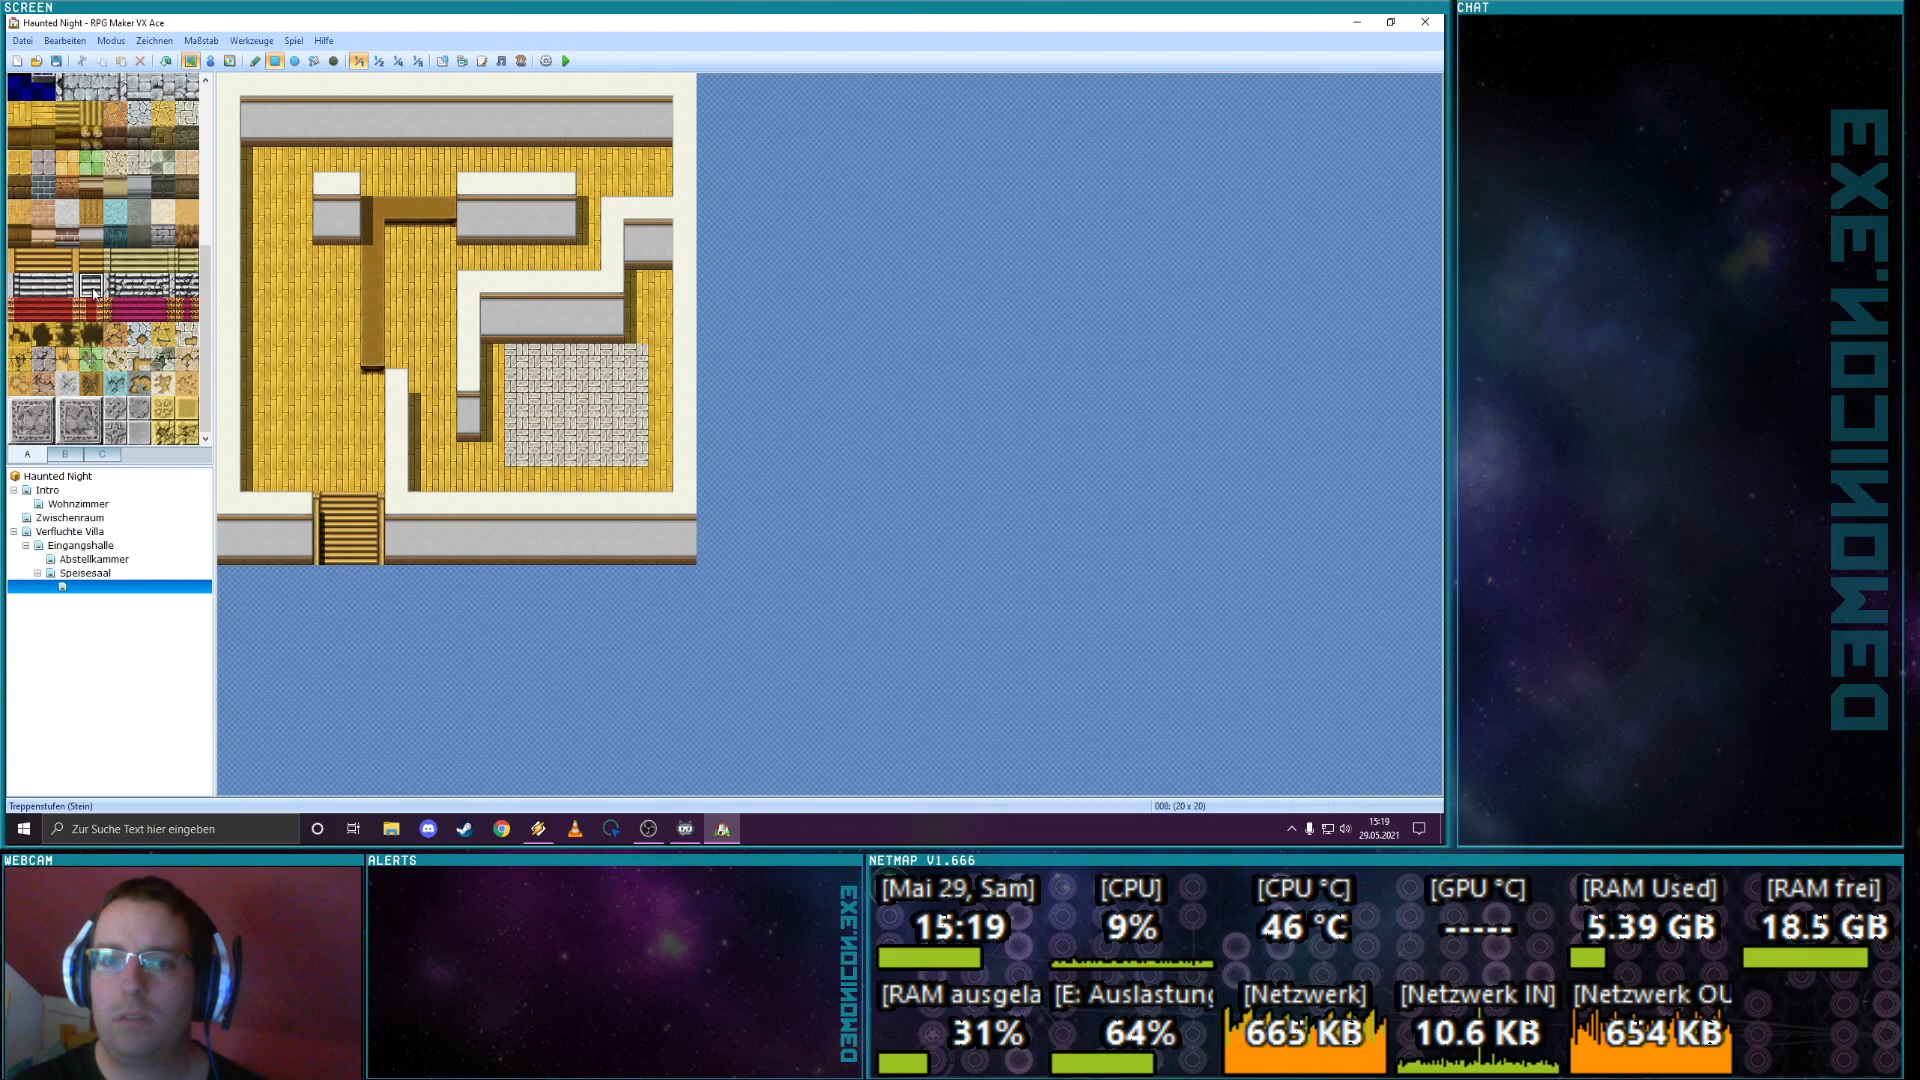 SCREEN
CHAT
Haunted Night - RPG Maker VX Ace
Datei Bearbeiten Modus Zeichnen Maßstab Werkzeuge Spiel Hilfe
A B C
Haunted Night
Intro
Wohnzimmer
Zwischenraum
Verfluchte Villa
Eingangshalle
Abstellkammer
Speisesaal
Treppenstufen (Stein)
008: (20 x 20)
Zur Suche Text hier eingeben
15:19
29.05.2021
WEBCAM
ALERTS
NETMAP V1.666
[Mai 29, Sam] [CPU] [CPU °C] [GPU °C] [RAM Used] [RAM frei]
15:19 9% 46 °C ----- 5.39 GB 18.5 GB
[RAM ausgela [E: Auslastung [Netzwerk] [Netzwerk IN] [Netzwerk OU
31% 64% 665 KB 10.6 KB 654 KB